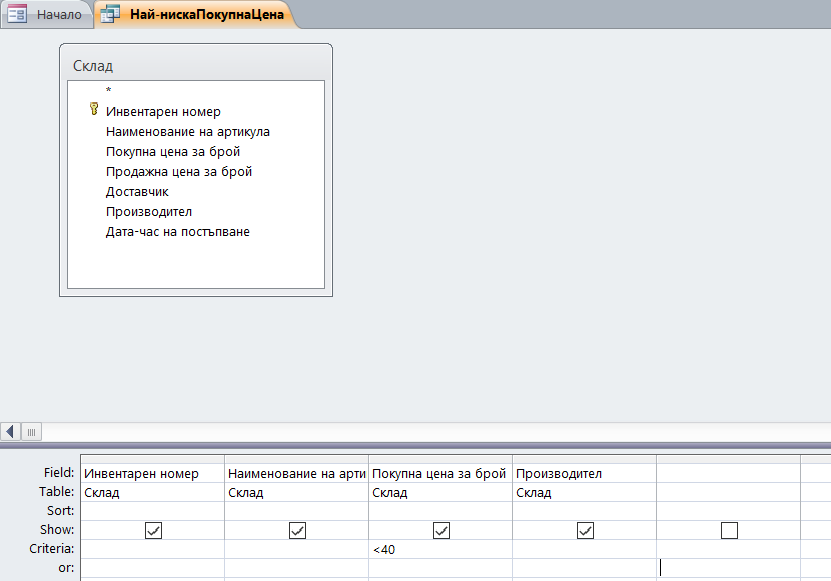 Начало
Най-нискаПокупнаЦена
Склад
*
Инвентарен номер
Наименование на артикула
Покупна цена за брой
Продажна цена за брой
Доставчик
Производител
Дата-час на постъпване
Field: Инвентарен номер Наименование на арти Покупна цена за брой Производител
Table: Склад Склад Склад Склад
Sort:
Show:
Criteria: <40
or: